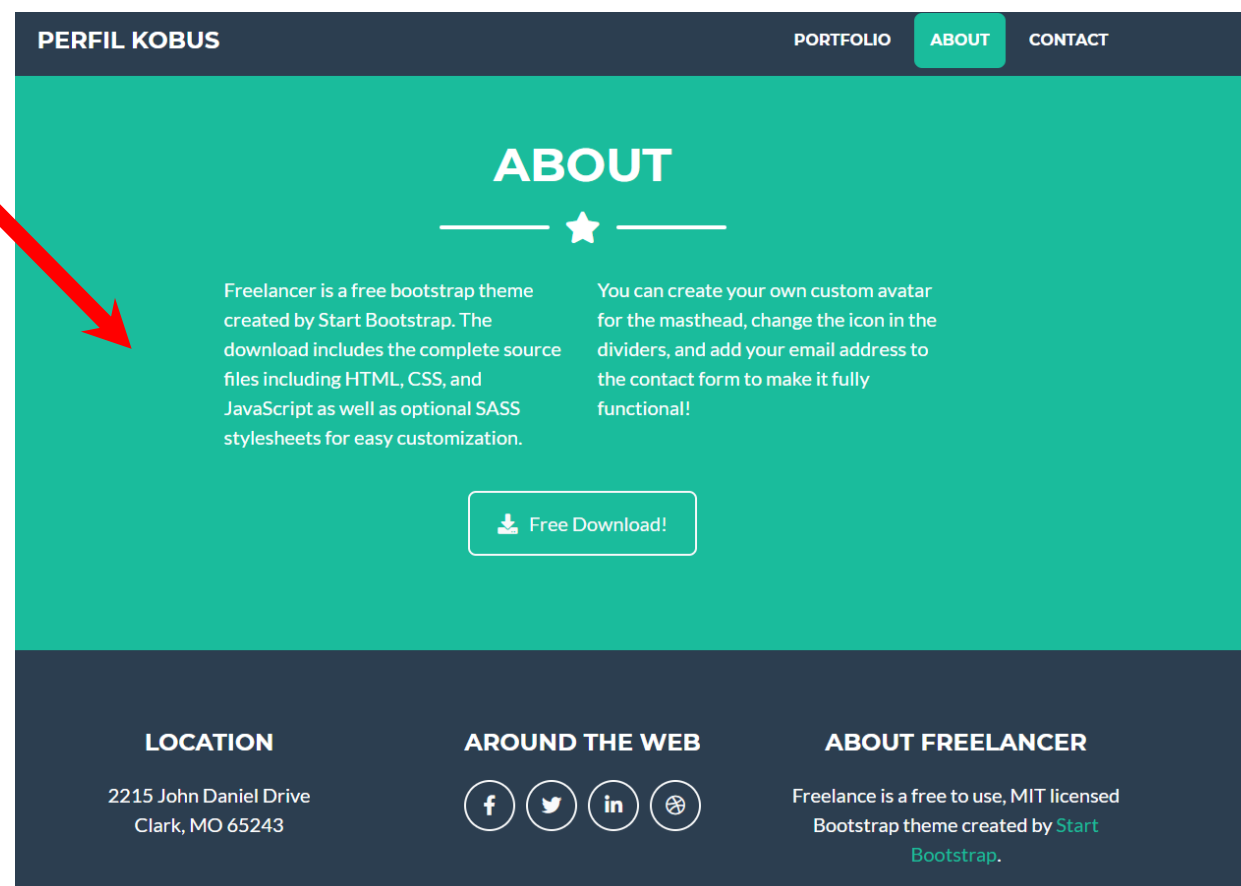 PERFIL KOBUS
PORTFOLIO
ABOUT
CONTACT
ABOUT
Freelancer is a free bootstrap theme
created by Start Bootstrap. The
download includes the complete source
files including HTML, CSS, and
JavaScript as well as optional SASS
stylesheets for easy customization.
You can create your own custom avatar
for the masthead, change the icon in the
dividers, and add your email address to
the contact form to make it fully
functional!
Free Download!
LOCATION
2215 John Daniel Drive
Clark, MO 65243
AROUND THE WEB
f
in
ABOUT FREELANCER
Freelance is a free to use, MIT licensed
Bootstrap theme created by Start
Bootstrap.